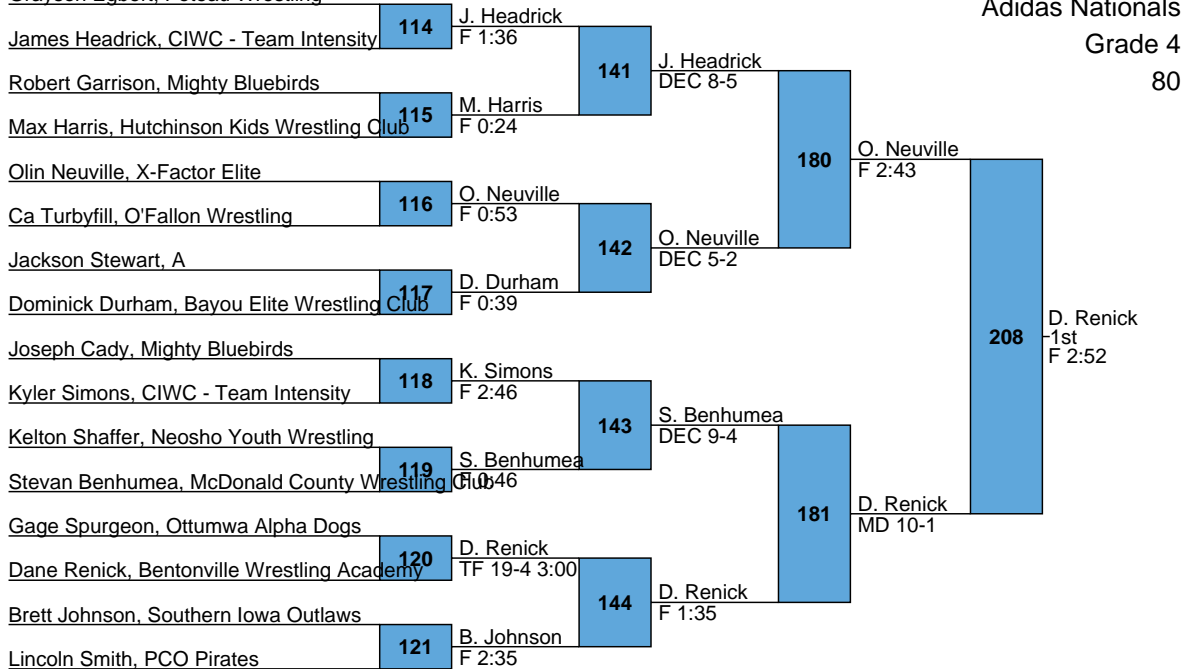 Adidas Nationals
Grade 4
80
James Headrick, CIWC - Team Intensity
Robert Garrison, Mighty Bluebirds
Max Harris, Hutchinson Kids Wrestling Club
Olin Neuville, X-Factor Elite
Ca Turbyfill, O'Fallon Wrestling
Jackson Stewart, A
Dominick Durham, Bayou Elite Wrestling Club
Joseph Cady, Mighty Bluebirds
Kyler Simons, CIWC - Team Intensity
Kelton Shaffer, Neosho Youth Wrestling
Stevan Benhumea, McDonald County Wrestling Club
Gage Spurgeon, Ottumwa Alpha Dogs
Dane Renick, Bentonville Wrestling Academy
Brett Johnson, Southern Iowa Outlaws
Lincoln Smith, PCO Pirates
114
115
116
117
118
119
120
121
J. Headrick
F 1:36
M. Harris
F 0:24
O. Neuville
F 0:53
D. Durham
F 0:39
K. Simons
F 2:46
S. Benhumea
F 0:46
D. Renick
TF 19-4 3:00
B. Johnson
F 2:35
141
142
143
144
J. Headrick
DEC 8-5
O. Neuville
DEC 5-2
S. Benhumea
DEC 9-4
D. Renick
F 1:35
180
181
O. Neuville
F 2:43
D. Renick
MD 10-1
208
D. Renick
1st
F 2:52